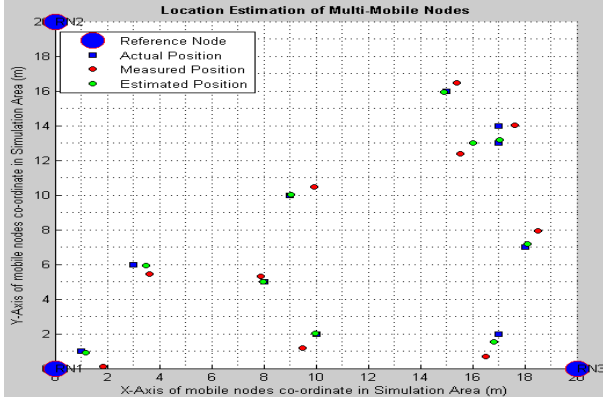 Location Estimation of Multi-Mobile Nodes
20
RN2
Reference Node
Actual Position
Measured Position
Estimated Position
18
16
14
12
10
8
6
4
2
0
RN1
RN3
0
2
4
6
8
10
12
14
16
18
20
X-Axis of mobile nodes co-ordinate in Simulation Area (m)
Y-Axis of mobile nodes co-ordinate in Simulation Area (m)